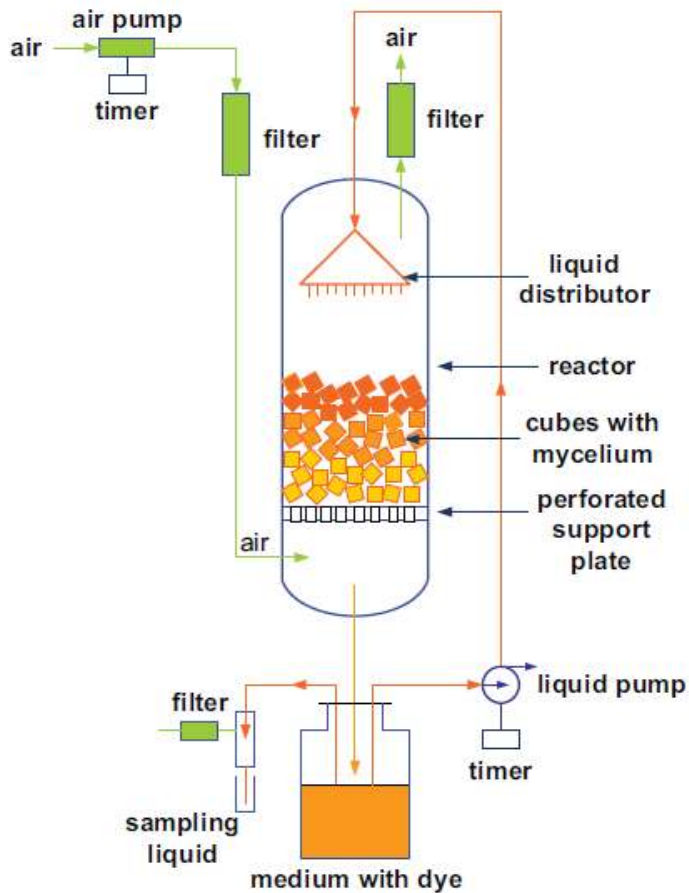 air pump
air
timer
filter
air
filter
liquid
distributor
reactor
cubes with
mycelium
perforated
support
plate
air
filter
liquid pump
timer
sampling
liquid
medium with dye